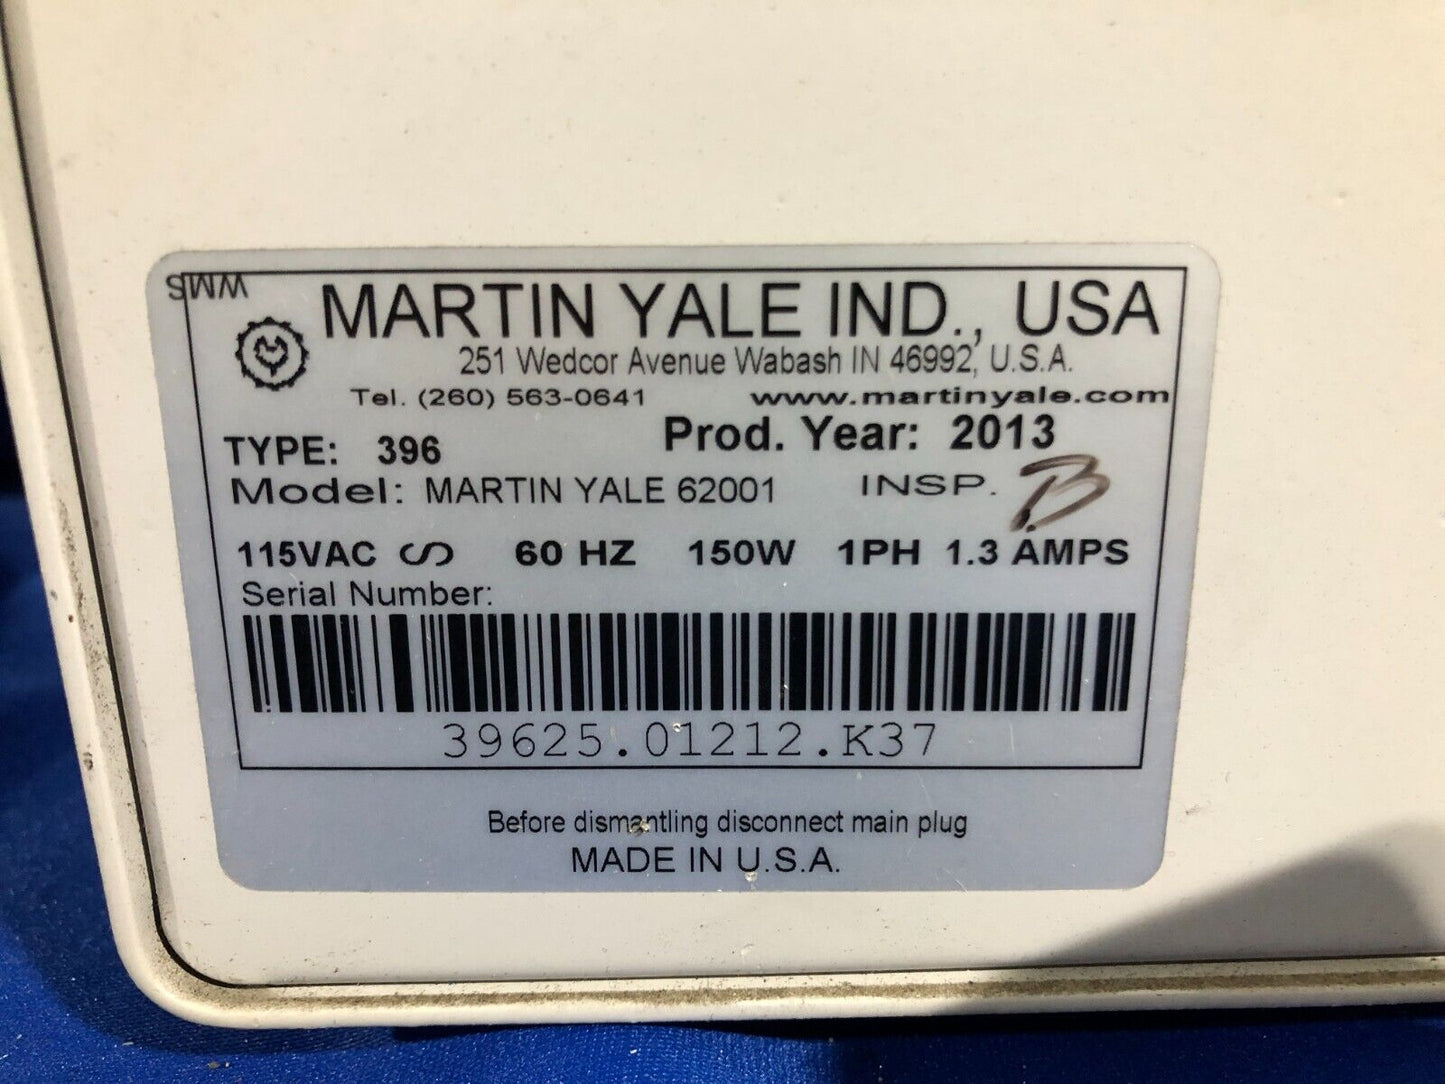 WMS
MARTIN YALE IND., USA
251 Wedcor Avenue Wabash IN 46992, U.S.A.
Tel. (260) 563-0641 www.martinyale.com
TYPE: 396 Prod. Year: 2013
Model: MARTIN YALE 62001 INSP. B
115VAC 60 HZ 150W 1PH 1.3 AMPS
Serial Number:
39625.01212.K37
Before dismantling disconnect main plug
MADE IN U.S.A.